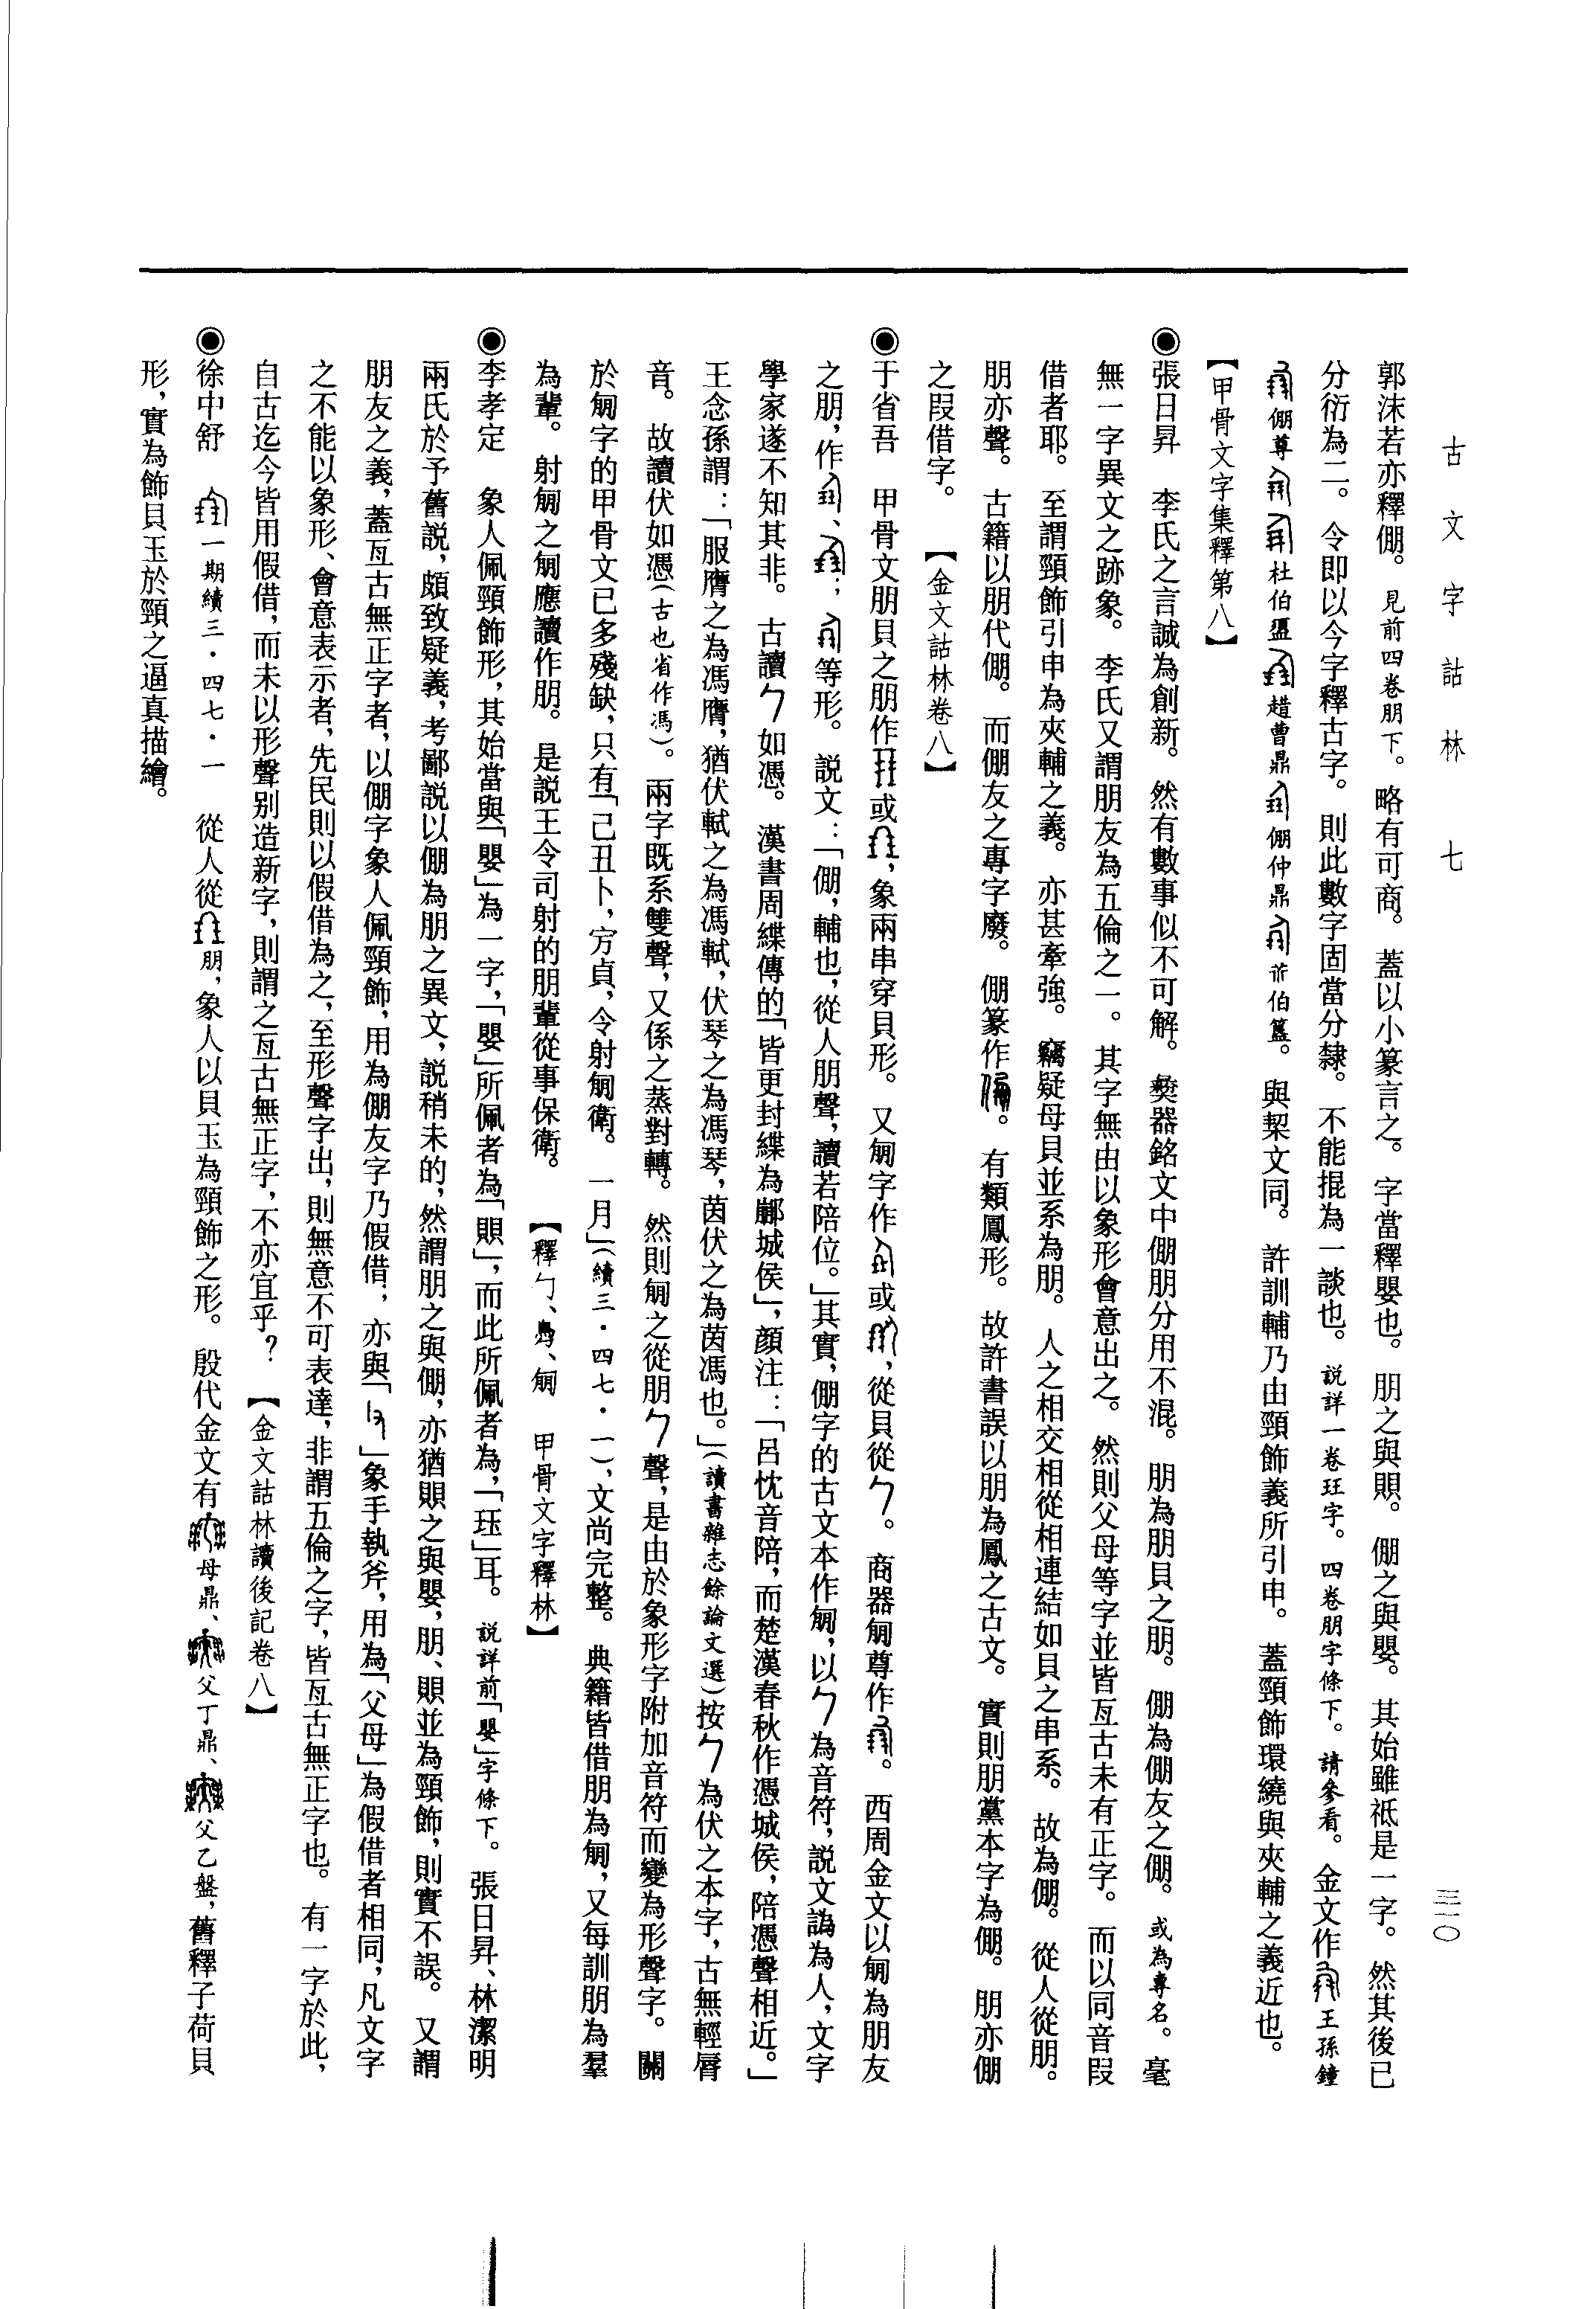 古文字詁林　七
三二〇
郭沫若亦釋倗。見前四卷朋下。略有可商。蓋以小篆言之。字當釋嬰也。朋之與賏。倗之與嬰。其始雖祗是一字。然其後已
分衍為二。今即以今字釋古字。則此數字固當分隸。不能掍為一談也。說詳一卷玨字。四卷朋字條下。請參看。金文作王孫鐘
倗尊杜伯盨趞曹鼎倗仲鼎伯簋。與栔文同。許訓輔乃由頸飾義所引申。蓋頸飾環繞與夾輔之義近也。
【甲骨文字集釋第八】
◉張日昇　李氏之言誠為創新。然有數事似不可解。彝器銘文中倗朋分用不混。朋為朋貝之朋。倗為倗友之倗。或為專名。毫
無一字異文之跡象。李氏又謂朋友為五倫之一。其字無由以象形會意出之。然則父母等字並皆亙古未有正字。而以同音叚
借者耶。至謂頸飾引申為夾輔之義。亦甚牽強。竊疑毌貝並系為朋。人之相交相從相連結如貝之串系。故為倗。從人從朋。
朋亦聲。古籍以朋代倗。而倗友之專字廢。倗篆作。有類鳳形。故許書誤以朋為鳳之古文。實則朋黨本字為倗。朋亦倗
之叚借字。　【金文詁林卷八】
◉于省吾　甲骨文朋貝之朋作或，象兩串穿貝形。又字作或，從貝從勹。商器尊作。西周金文以為朋友
之朋，作、；等形。說文：「倗，輔也，從人朋聲，讀若陪位。」其實，倗字的古文本作，以勹為音符，說文譌為人，文字
學家遂不知其非。古讀勹如憑。漢書周緤傳的「皆更封緤為䣙城侯」，顏注：「呂忱音陪，而楚漢春秋作憑城侯，陪憑聲相近。」
王念孫謂：「服膺之為馮膺，猶伏軾之為馮軾，伏琴之為馮琴，茵伏之為茵馮也。」（讀書雜志餘論文選）按勹為伏之本字，古無輕脣
音。故讀伏如憑（古也省作馮）。兩字既系雙聲，又係之蒸對轉。然則之從朋勹聲，是由於象形字附加音符而變為形聲字。關
於字的甲骨文已多殘缺，只有「己丑卜，㝉貞，令射衛。一月」（續三・四七・一），文尚完整。典籍皆借朋為，又每訓朋為羣
為輩。射之應讀作朋。是說王令司射的朋輩從事保衛。　【釋勹、、　甲骨文字釋林】
◉李孝定　象人佩頸飾形，其始當與「嬰」為一字，「嬰」所佩者為「賏」，而此所佩者為，「玨」耳。說詳前「嬰」字條下。張日昇、林潔明
兩氏於予舊說，頗致疑義，考鄙說以倗為朋之異文，說稍未的，然謂朋之與倗，亦猶賏之與嬰，朋、賏並為頸飾，則實不誤。又謂
朋友之義，蓋亙古無正字者，以倗字象人佩頸飾，用為倗友字乃假借；亦與「」象手執斧，用為「父母」為假借者相同，凡文字
之不能以象形、會意表示者，先民則以假借為之，至形聲字出，則無意不可表達，非謂五倫之字，皆亙古無正字也。有一字於此，
自古迄今皆用假借，而未以形聲別造新字，則謂之亙古無正字，不亦宜乎？　【金文詁林讀後記卷八】
◉徐中舒　一期續三・四七・一　從人從朋，象人以貝玉為頸飾之形。殷代金文有母鼎、父丁鼎、父乙盤，舊釋子荷貝
形，實為飾貝玉於頸之逼真描繪。